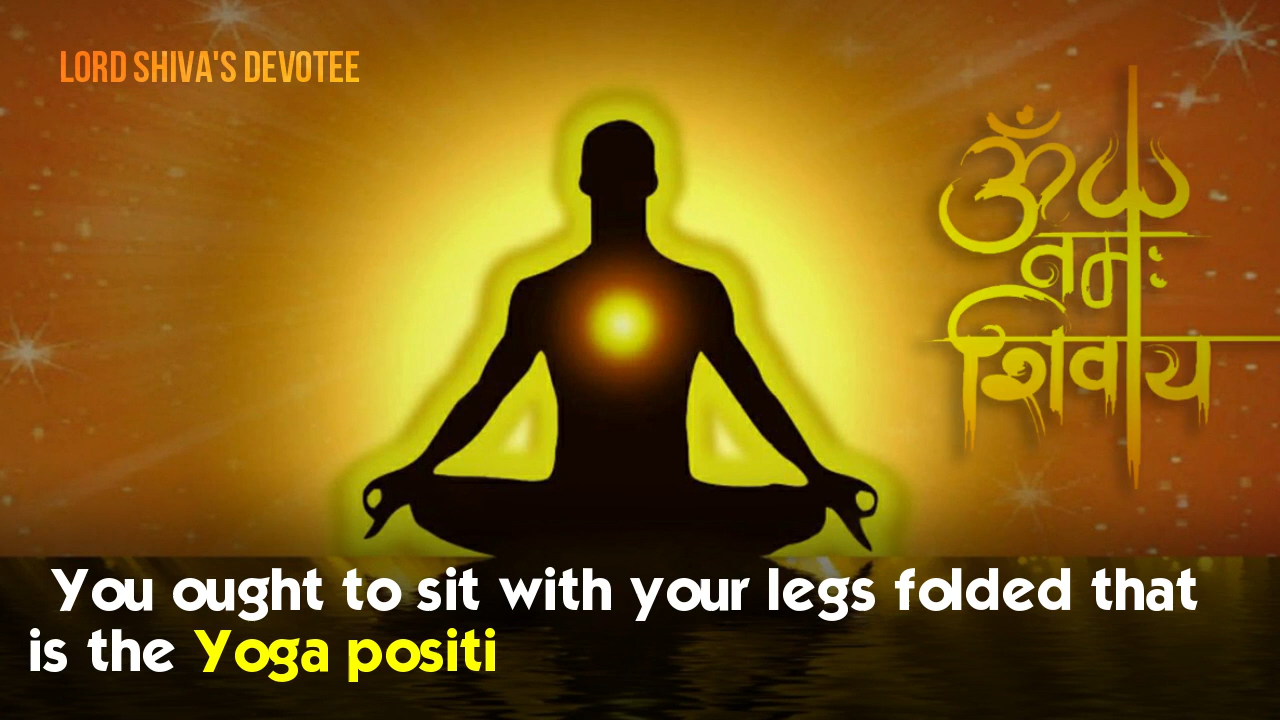 LORD SHIVA'S DEVOTEE
ॐ
नमः
शिवाय
You ought to sit with your legs folded that
is the Yoga positi